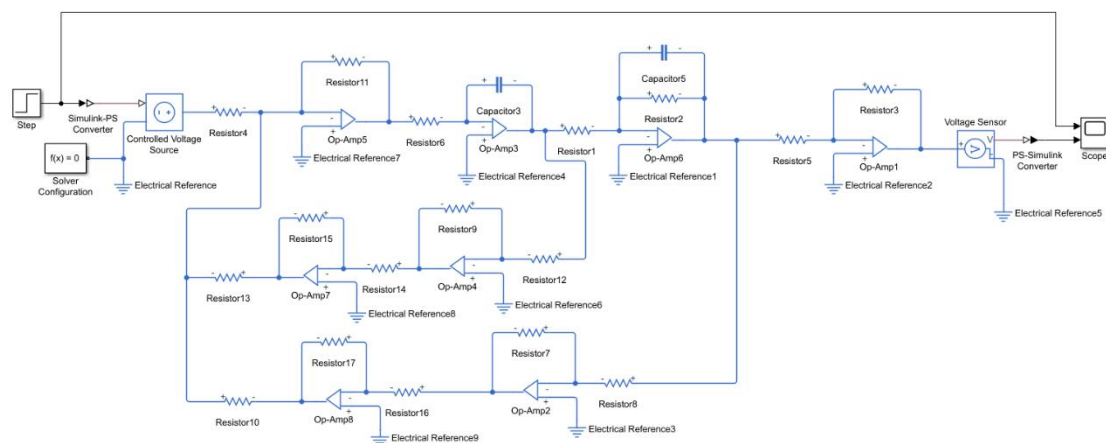 Step
Simulink-PS
Converter
f(x) = 0
Solver
Configuration
Controlled Voltage
Source
Electrical Reference
Resistor4
Resistor11
Op-Amp5
Electrical Reference7
Resistor6
Capacitor3
Op-Amp3
Electrical Reference4
Resistor1
Capacitor5
Resistor2
Op-Amp6
Electrical Reference1
Resistor5
Resistor3
Op-Amp1
Electrical Reference2
Voltage Sensor
V
Electrical Reference5
PS-Simulink
Converter
Scope
Resistor15
Resistor13
Op-Amp7
Electrical Reference8
Resistor14
Resistor9
Op-Amp4
Electrical Reference6
Resistor12
Resistor17
Resistor10
Op-Amp8
Electrical Reference9
Resistor16
Resistor7
Op-Amp2
Electrical Reference3
Resistor8